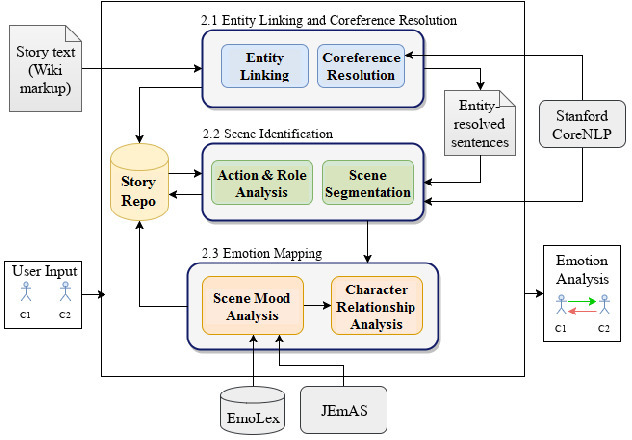 2.1 Entity Linking and Coreference Resolution
Story text
(Wiki
markup)
Entity
Linking
Coreference
Resolution
Entity-
resolved
sentences
Stanford
CoreNLP
2.2 Scene Identification
Story
Repo
Action & Role
Analysis
Scene
Segmentation
2.3 Emotion Mapping
User Input
C1 C2
Scene Mood
Analysis
Character
Relationship
Analysis
Emotion
Analysis
C1 C2
EmoLex
JEmAS